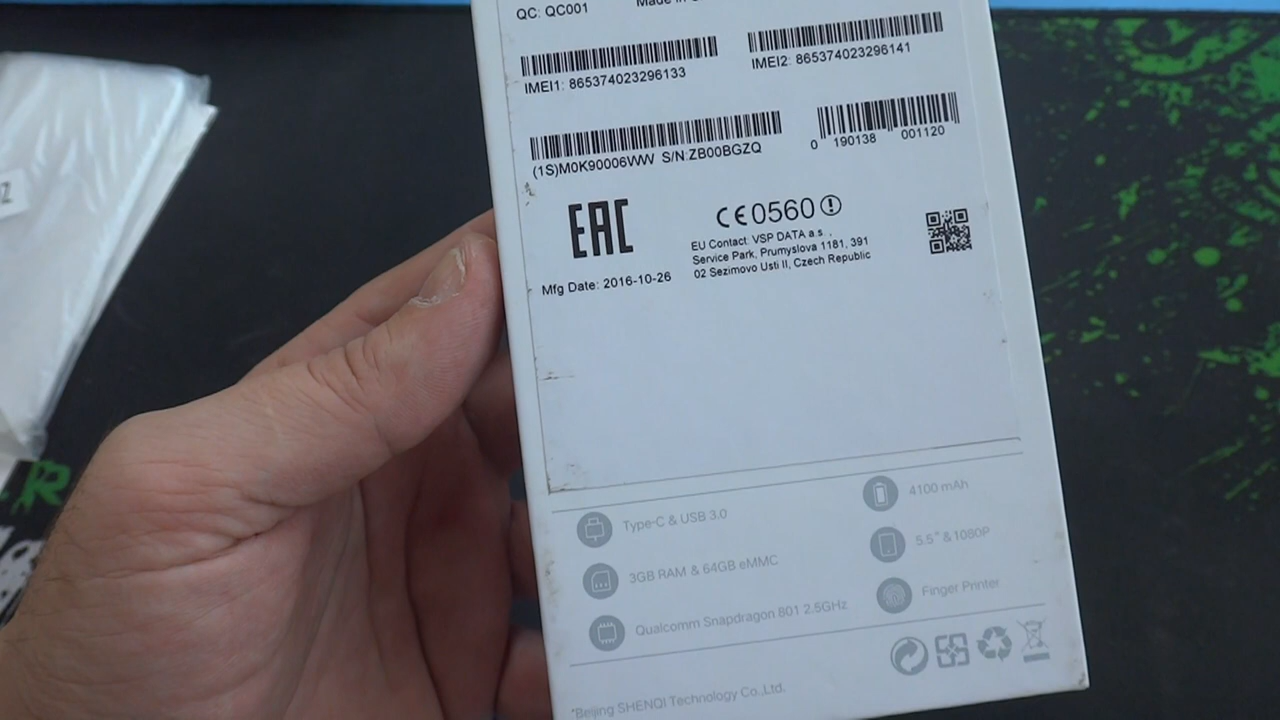 QC: QC001
Made in
IMEI1: 865374023296133
IMEI2: 865374023296141
(1S)M0K90006WW S/N:ZB00BGZQ
0 190138 001120
EAC
CE0560
EU Contact: VSP DATA a.s.,
Service Park, Prumyslova 1181, 391
02 Sezimovo Usti II, Czech Republic
Mfg Date: 2016-10-26
Type-C & USB 3.0
4100 mAh
3GB RAM & 64GB eMMC
5.5" & 1080P
Qualcomm Snapdragon 801 2.5GHz
Finger Printer
*Beijing SHENQI Technology Co.,Ltd.